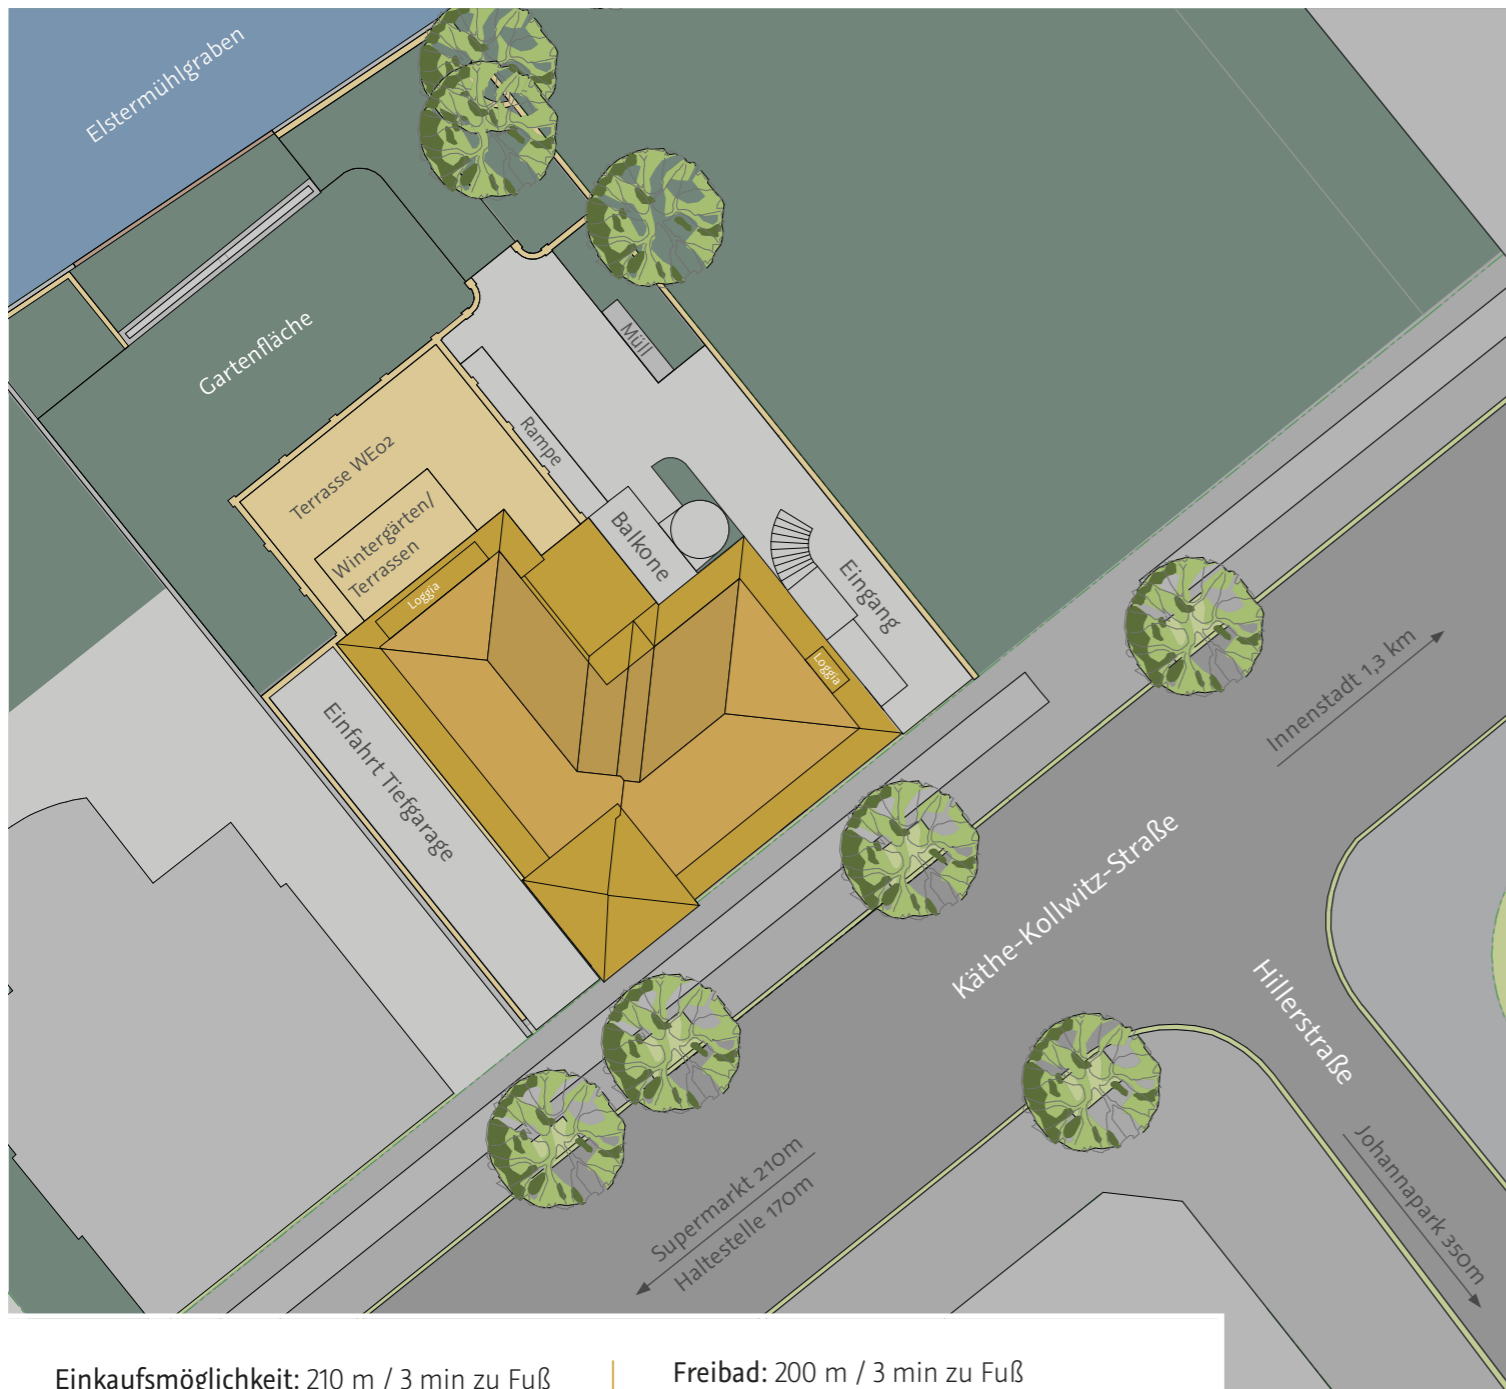 Elstermühlgraben
Gartenfläche
Müll
Rampe
Terrasse WE02
Wintergärten/
Terrassen
Balkone
Loggia
Eingang
Loggia
Einfahrt Tiefgarage
Innenstadt 1,3 km
Käthe-Kollwitz-Straße
Hillerstraße
Johannapark 350m
Supermarkt 210m
Haltestelle 170m
Einkaufsmöglichkeit: 210 m / 3 min zu Fuß
Freibad: 200 m / 3 min zu Fuß